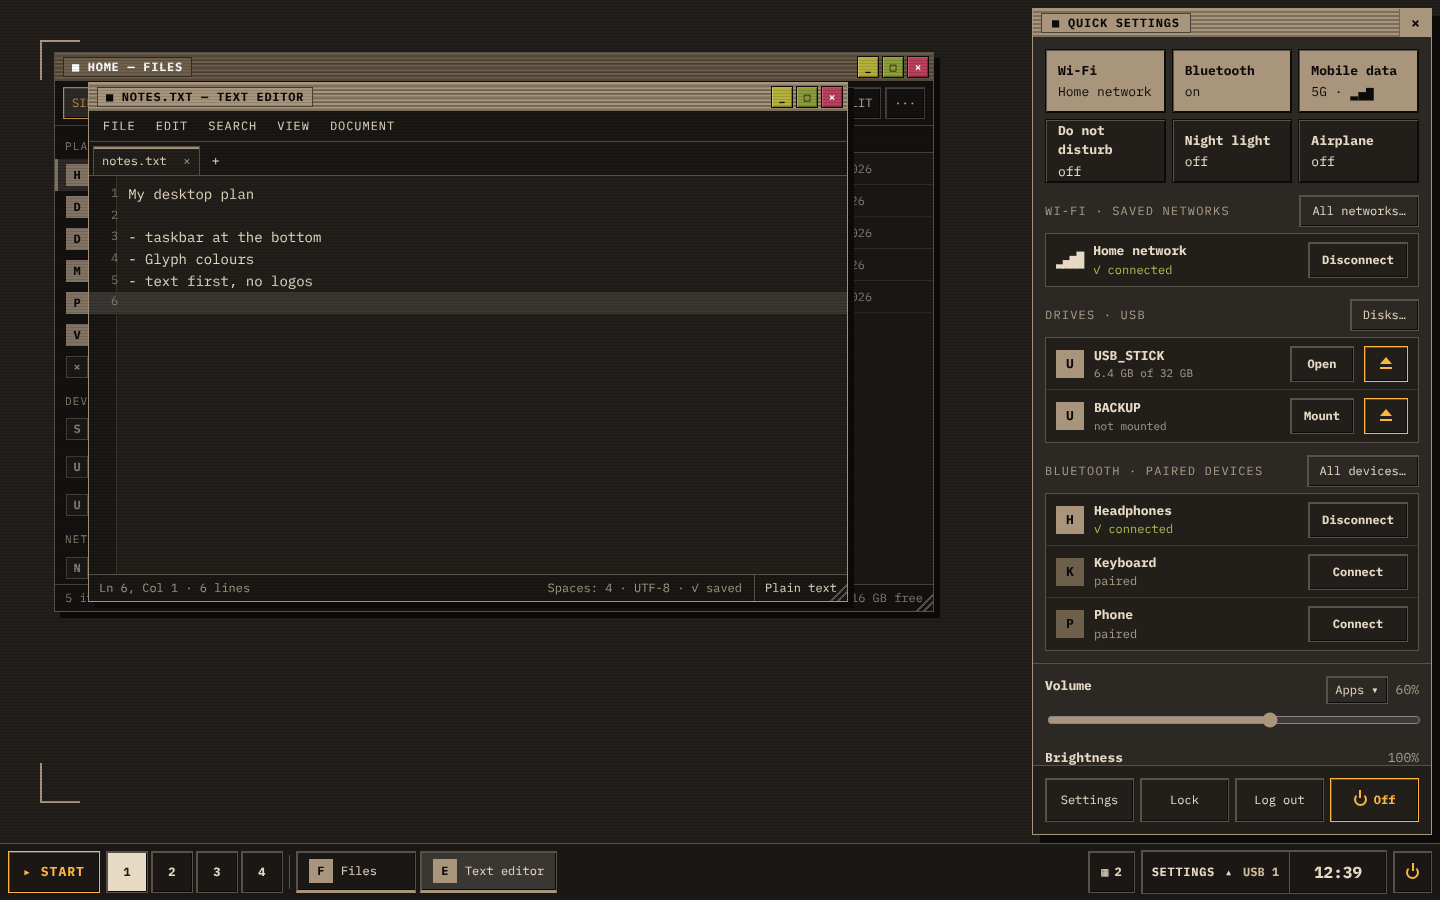 HOME — FILES
_ □ ×
NOTES.TXT — TEXT EDITOR
_ □ ×
FILE EDIT SEARCH VIEW DOCUMENT
notes.txt × +
1 My desktop plan
2
3 - taskbar at the bottom
4 - Glyph colours
5 - text first, no logos
6
Ln 6, Col 1 · 6 lines
Spaces: 4 · UTF-8 · √ saved
Plain text
H
D
D
M
P
V
×
S
U
U
N
...
16 GB free
QUICK SETTINGS
×
Wi-Fi
Home network
Bluetooth
on
Mobile data
5G ·
Do not
disturb
off
Night light
off
Airplane
off
WI-FI · SAVED NETWORKS
All networks…
Home network
√ connected
Disconnect
DRIVES · USB
Disks…
U USB_STICK
6.4 GB of 32 GB
Open
U BACKUP
not mounted
Mount
BLUETOOTH · PAIRED DEVICES
All devices…
H Headphones
√ connected
Disconnect
K Keyboard
paired
Connect
P Phone
paired
Connect
Volume
Apps ▾ 60%
Brightness 100%
Settings
Lock
Log out
Off
▸ START
1 2 3 4
F Files
E Text editor
2
SETTINGS ▴ USB 1
12:39